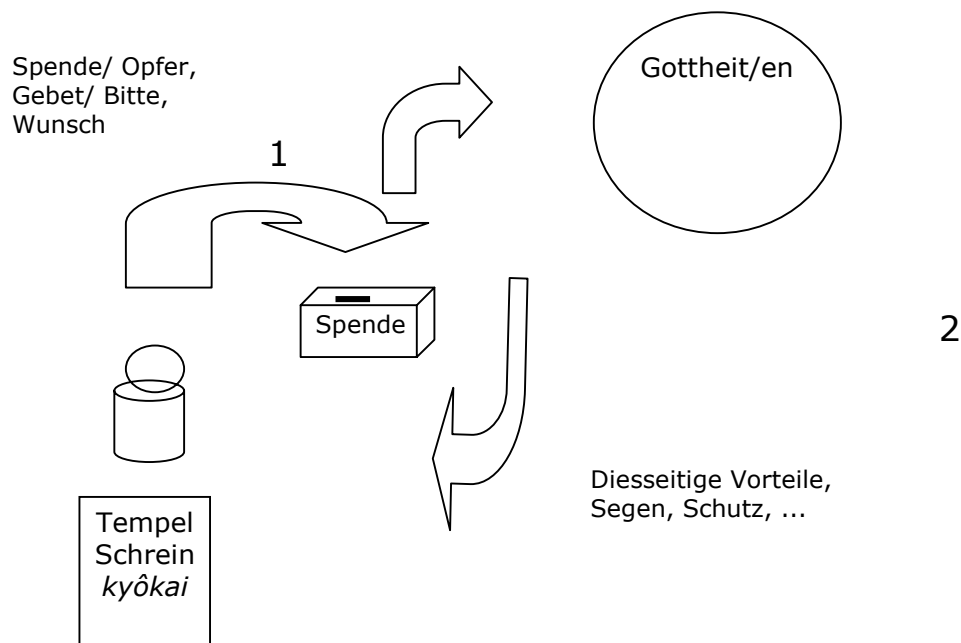 Spende/ Opfer,
Gebet/ Bitte,
Wunsch
Gottheit/en
1
Spende
2
Diesseitige Vorteile,
Segen, Schutz, …
Tempel
Schrein
kyôkai